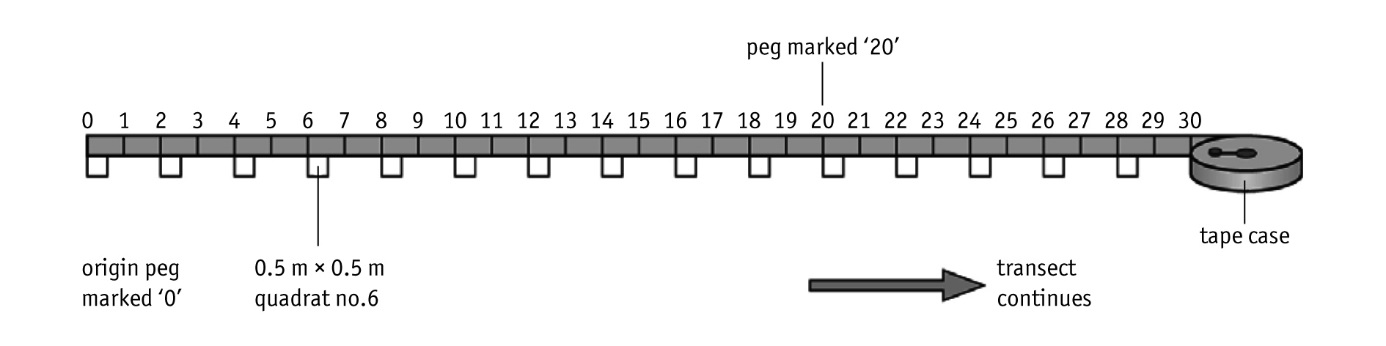 peg marked ‘20’
0 1 2 3 4 5 6 7 8 9 10 11 12 13 14 15 16 17 18 19 20 21 22 23 24 25 26 27 28 29 30
tape case
origin peg
marked ‘0’
0.5 m × 0.5 m
quadrat no.6
transect
continues